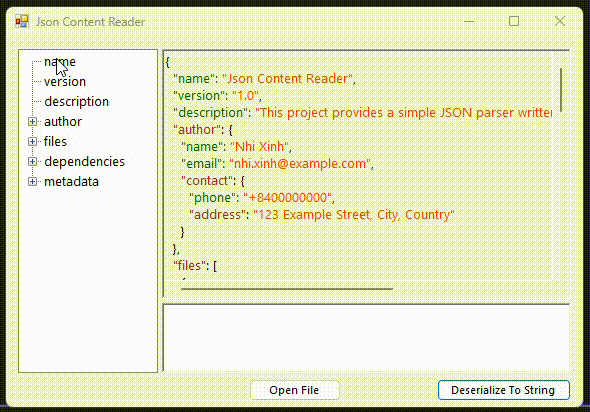 Json Content Reader
name
version
description
author
files
dependencies
metadata
{
"name": "Json Content Reader",
"version": "1.0",
"description": "This project provides a simple JSON parser written
"author": {
"name": "Nhi Xinh",
"email": "nhi.xinh@example.com",
"contact": {
"phone": "+8400000000",
"address": "123 Example Street, City, Country"
}
},
"files": [
Open File
Deserialize To String